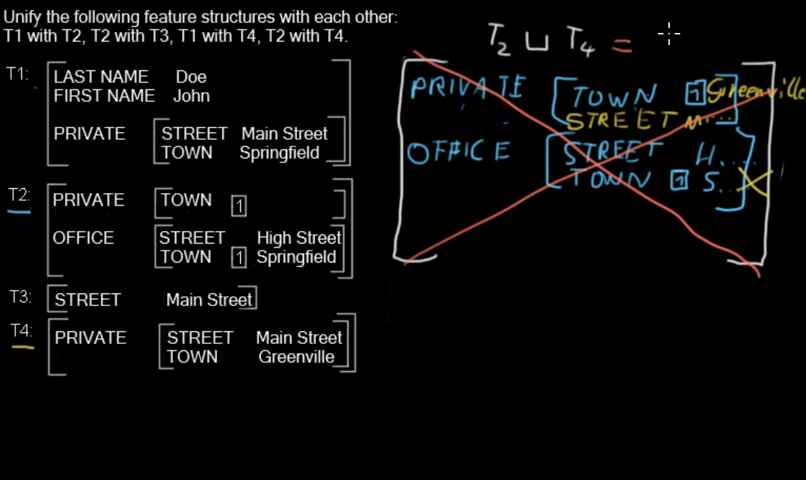 Unify the following feature structures with each other:
T1 with T2, T2 with T3, T1 with T4, T2 with T4.
T1:
LAST NAME Doe
FIRST NAME John
PRIVATE STREET Main Street
TOWN Springfield
T2:
PRIVATE TOWN 1
OFFICE STREET High Street
TOWN 1 Springfield
T3: STREET Main Street
T4:
PRIVATE STREET Main Street
TOWN Greenville
T2 ⊔ T4 =
PRIVATE TOWN 1 Greenville
STREET M...
OFFICE STREET H...
TOWN 1 S...